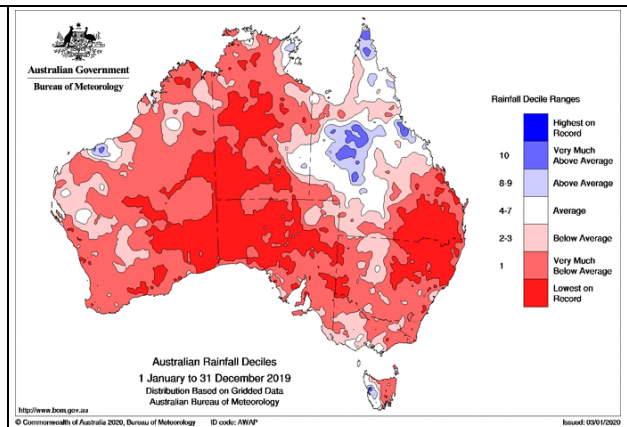 Australian Government
Bureau of Meteorology
Rainfall Decile Ranges
Highest on
Record
10
Very Much
Above Average
8-9
Above Average
4-7
Average
2-3
Below Average
1
Very Much
Below Average
Lowest on
Record
Australian Rainfall Deciles
1 January to 31 December 2019
Distribution Based on Gridded Data
Australian Bureau of Meteorology
http://www.bom.gov.au
© Commonwealth of Australia 2020, Bureau of Meteorology ID code: AWAP Issued: 03/01/2020